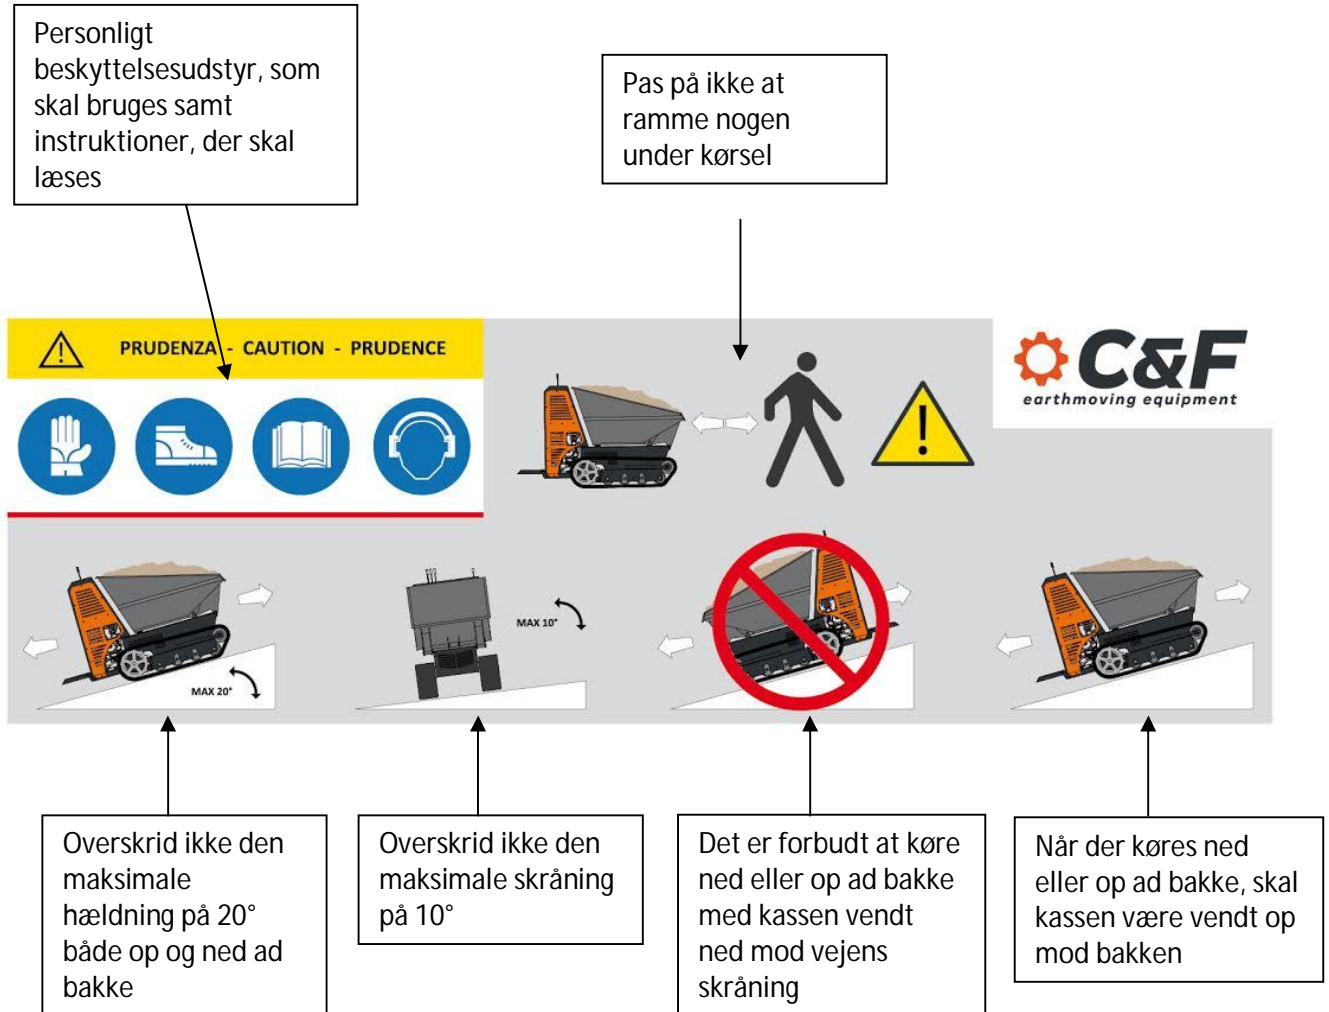 Personligt
beskyttelsesudstyr, som
skal bruges samt
instruktioner, der skal
læses
Pas på ikke at
ramme nogen
under kørsel
PRUDENZA - CAUTION - PRUDENCE
C&F
earthmoving equipment
MAX 20°
MAX 10°
Overskrid ikke den
maksimale
hældning på 20°
både op og ned ad
bakke
Overskrid ikke den
maksimale skråning
på 10°
Det er forbudt at køre
ned eller op ad bakke
med kassen vendt
ned mod vejens
skråning
Når der køres ned
eller op ad bakke, skal
kassen være vendt op
mod bakken